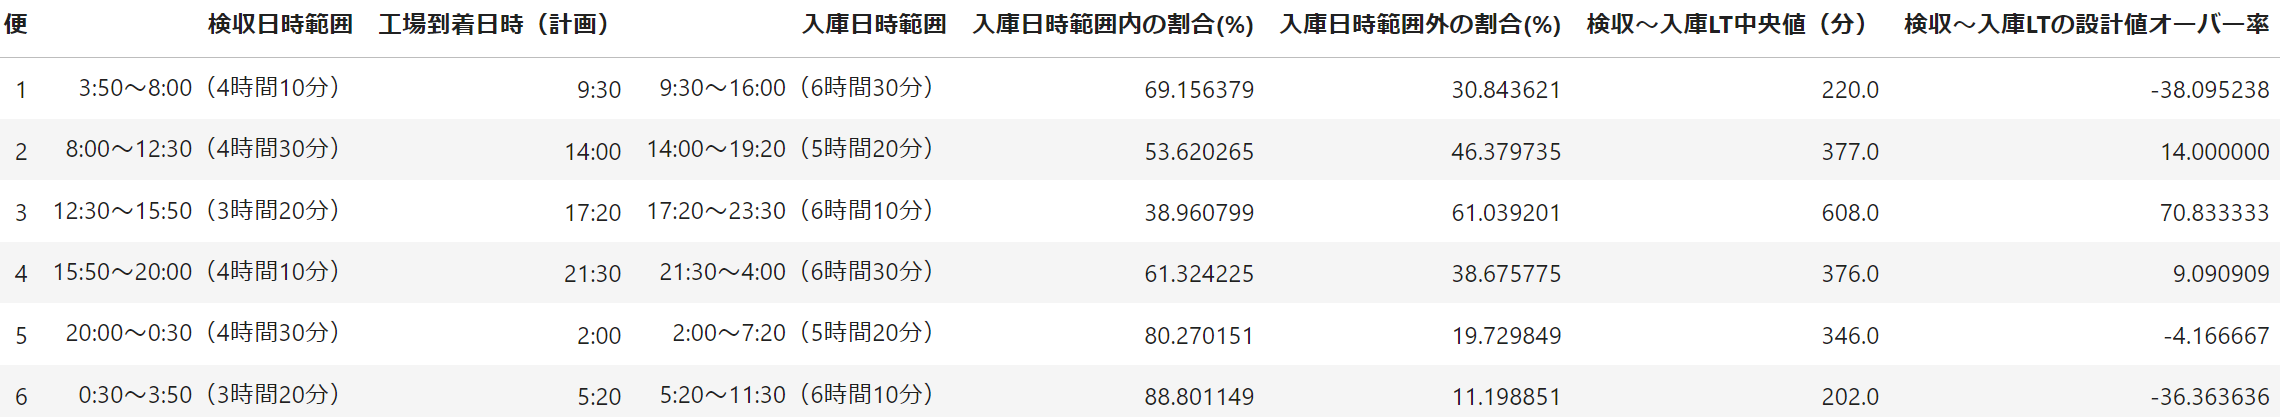 便 検収日時範囲 工場到着日時（計画） 入庫日時範囲 入庫日時範囲内の割合(%) 入庫日時範囲外の割合(%) 検収～入庫LT中央値（分） 検収～入庫LTの設計値オーバー率
1 3:50～8:00（4時間10分） 9:30 9:30～16:00（6時間30分） 69.156379 30.843621 220.0 -38.095238
2 8:00～12:30（4時間30分） 14:00 14:00～19:20（5時間20分） 53.620265 46.379735 377.0 14.000000
3 12:30～15:50（3時間20分） 17:20 17:20～23:30（6時間10分） 38.960799 61.039201 608.0 70.833333
4 15:50～20:00（4時間10分） 21:30 21:30～4:00（6時間30分） 61.324225 38.675775 376.0 9.090909
5 20:00～0:30（4時間30分） 2:00 2:00～7:20（5時間20分） 80.270151 19.729849 346.0 -4.166667
6 0:30～3:50（3時間20分） 5:20 5:20～11:30（6時間10分） 88.801149 11.198851 202.0 -36.363636